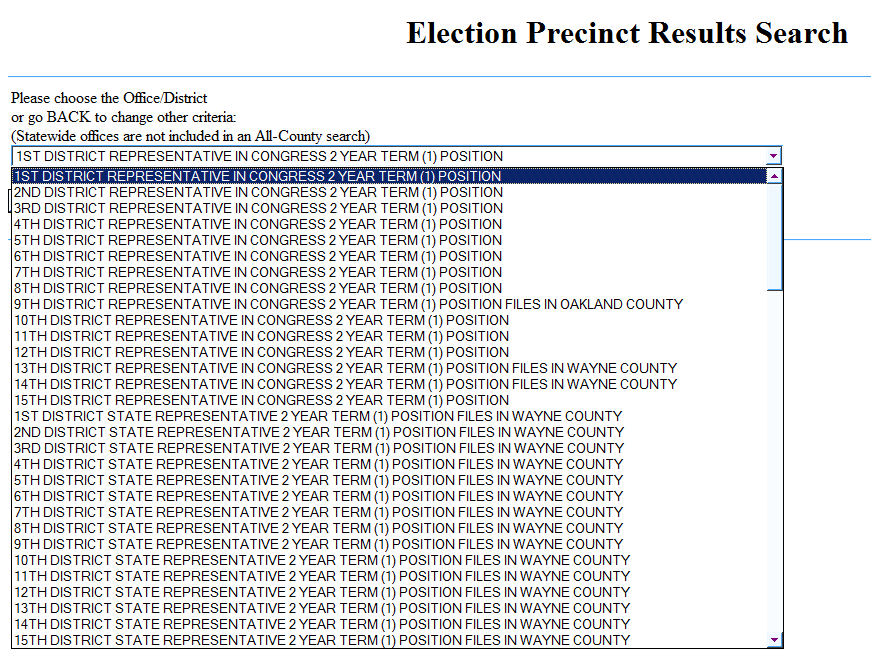 Election Precinct Results Search
Please choose the Office/District
or go BACK to change other criteria:
(Statewide offices are not included in an All-County search)
1ST DISTRICT REPRESENTATIVE IN CONGRESS 2 YEAR TERM (1) POSITION
1ST DISTRICT REPRESENTATIVE IN CONGRESS 2 YEAR TERM (1) POSITION
2ND DISTRICT REPRESENTATIVE IN CONGRESS 2 YEAR TERM (1) POSITION
3RD DISTRICT REPRESENTATIVE IN CONGRESS 2 YEAR TERM (1) POSITION
4TH DISTRICT REPRESENTATIVE IN CONGRESS 2 YEAR TERM (1) POSITION
5TH DISTRICT REPRESENTATIVE IN CONGRESS 2 YEAR TERM (1) POSITION
6TH DISTRICT REPRESENTATIVE IN CONGRESS 2 YEAR TERM (1) POSITION
7TH DISTRICT REPRESENTATIVE IN CONGRESS 2 YEAR TERM (1) POSITION
8TH DISTRICT REPRESENTATIVE IN CONGRESS 2 YEAR TERM (1) POSITION
9TH DISTRICT REPRESENTATIVE IN CONGRESS 2 YEAR TERM (1) POSITION FILES IN OAKLAND COUNTY
10TH DISTRICT REPRESENTATIVE IN CONGRESS 2 YEAR TERM (1) POSITION
11TH DISTRICT REPRESENTATIVE IN CONGRESS 2 YEAR TERM (1) POSITION
12TH DISTRICT REPRESENTATIVE IN CONGRESS 2 YEAR TERM (1) POSITION
13TH DISTRICT REPRESENTATIVE IN CONGRESS 2 YEAR TERM (1) POSITION FILES IN WAYNE COUNTY
14TH DISTRICT REPRESENTATIVE IN CONGRESS 2 YEAR TERM (1) POSITION FILES IN WAYNE COUNTY
15TH DISTRICT REPRESENTATIVE IN CONGRESS 2 YEAR TERM (1) POSITION
1ST DISTRICT STATE REPRESENTATIVE 2 YEAR TERM (1) POSITION FILES IN WAYNE COUNTY
2ND DISTRICT STATE REPRESENTATIVE 2 YEAR TERM (1) POSITION FILES IN WAYNE COUNTY
3RD DISTRICT STATE REPRESENTATIVE 2 YEAR TERM (1) POSITION FILES IN WAYNE COUNTY
4TH DISTRICT STATE REPRESENTATIVE 2 YEAR TERM (1) POSITION FILES IN WAYNE COUNTY
5TH DISTRICT STATE REPRESENTATIVE 2 YEAR TERM (1) POSITION FILES IN WAYNE COUNTY
6TH DISTRICT STATE REPRESENTATIVE 2 YEAR TERM (1) POSITION FILES IN WAYNE COUNTY
7TH DISTRICT STATE REPRESENTATIVE 2 YEAR TERM (1) POSITION FILES IN WAYNE COUNTY
8TH DISTRICT STATE REPRESENTATIVE 2 YEAR TERM (1) POSITION FILES IN WAYNE COUNTY
9TH DISTRICT STATE REPRESENTATIVE 2 YEAR TERM (1) POSITION FILES IN WAYNE COUNTY
10TH DISTRICT STATE REPRESENTATIVE 2 YEAR TERM (1) POSITION FILES IN WAYNE COUNTY
11TH DISTRICT STATE REPRESENTATIVE 2 YEAR TERM (1) POSITION FILES IN WAYNE COUNTY
12TH DISTRICT STATE REPRESENTATIVE 2 YEAR TERM (1) POSITION FILES IN WAYNE COUNTY
13TH DISTRICT STATE REPRESENTATIVE 2 YEAR TERM (1) POSITION FILES IN WAYNE COUNTY
14TH DISTRICT STATE REPRESENTATIVE 2 YEAR TERM (1) POSITION FILES IN WAYNE COUNTY
15TH DISTRICT STATE REPRESENTATIVE 2 YEAR TERM (1) POSITION FILES IN WAYNE COUNTY